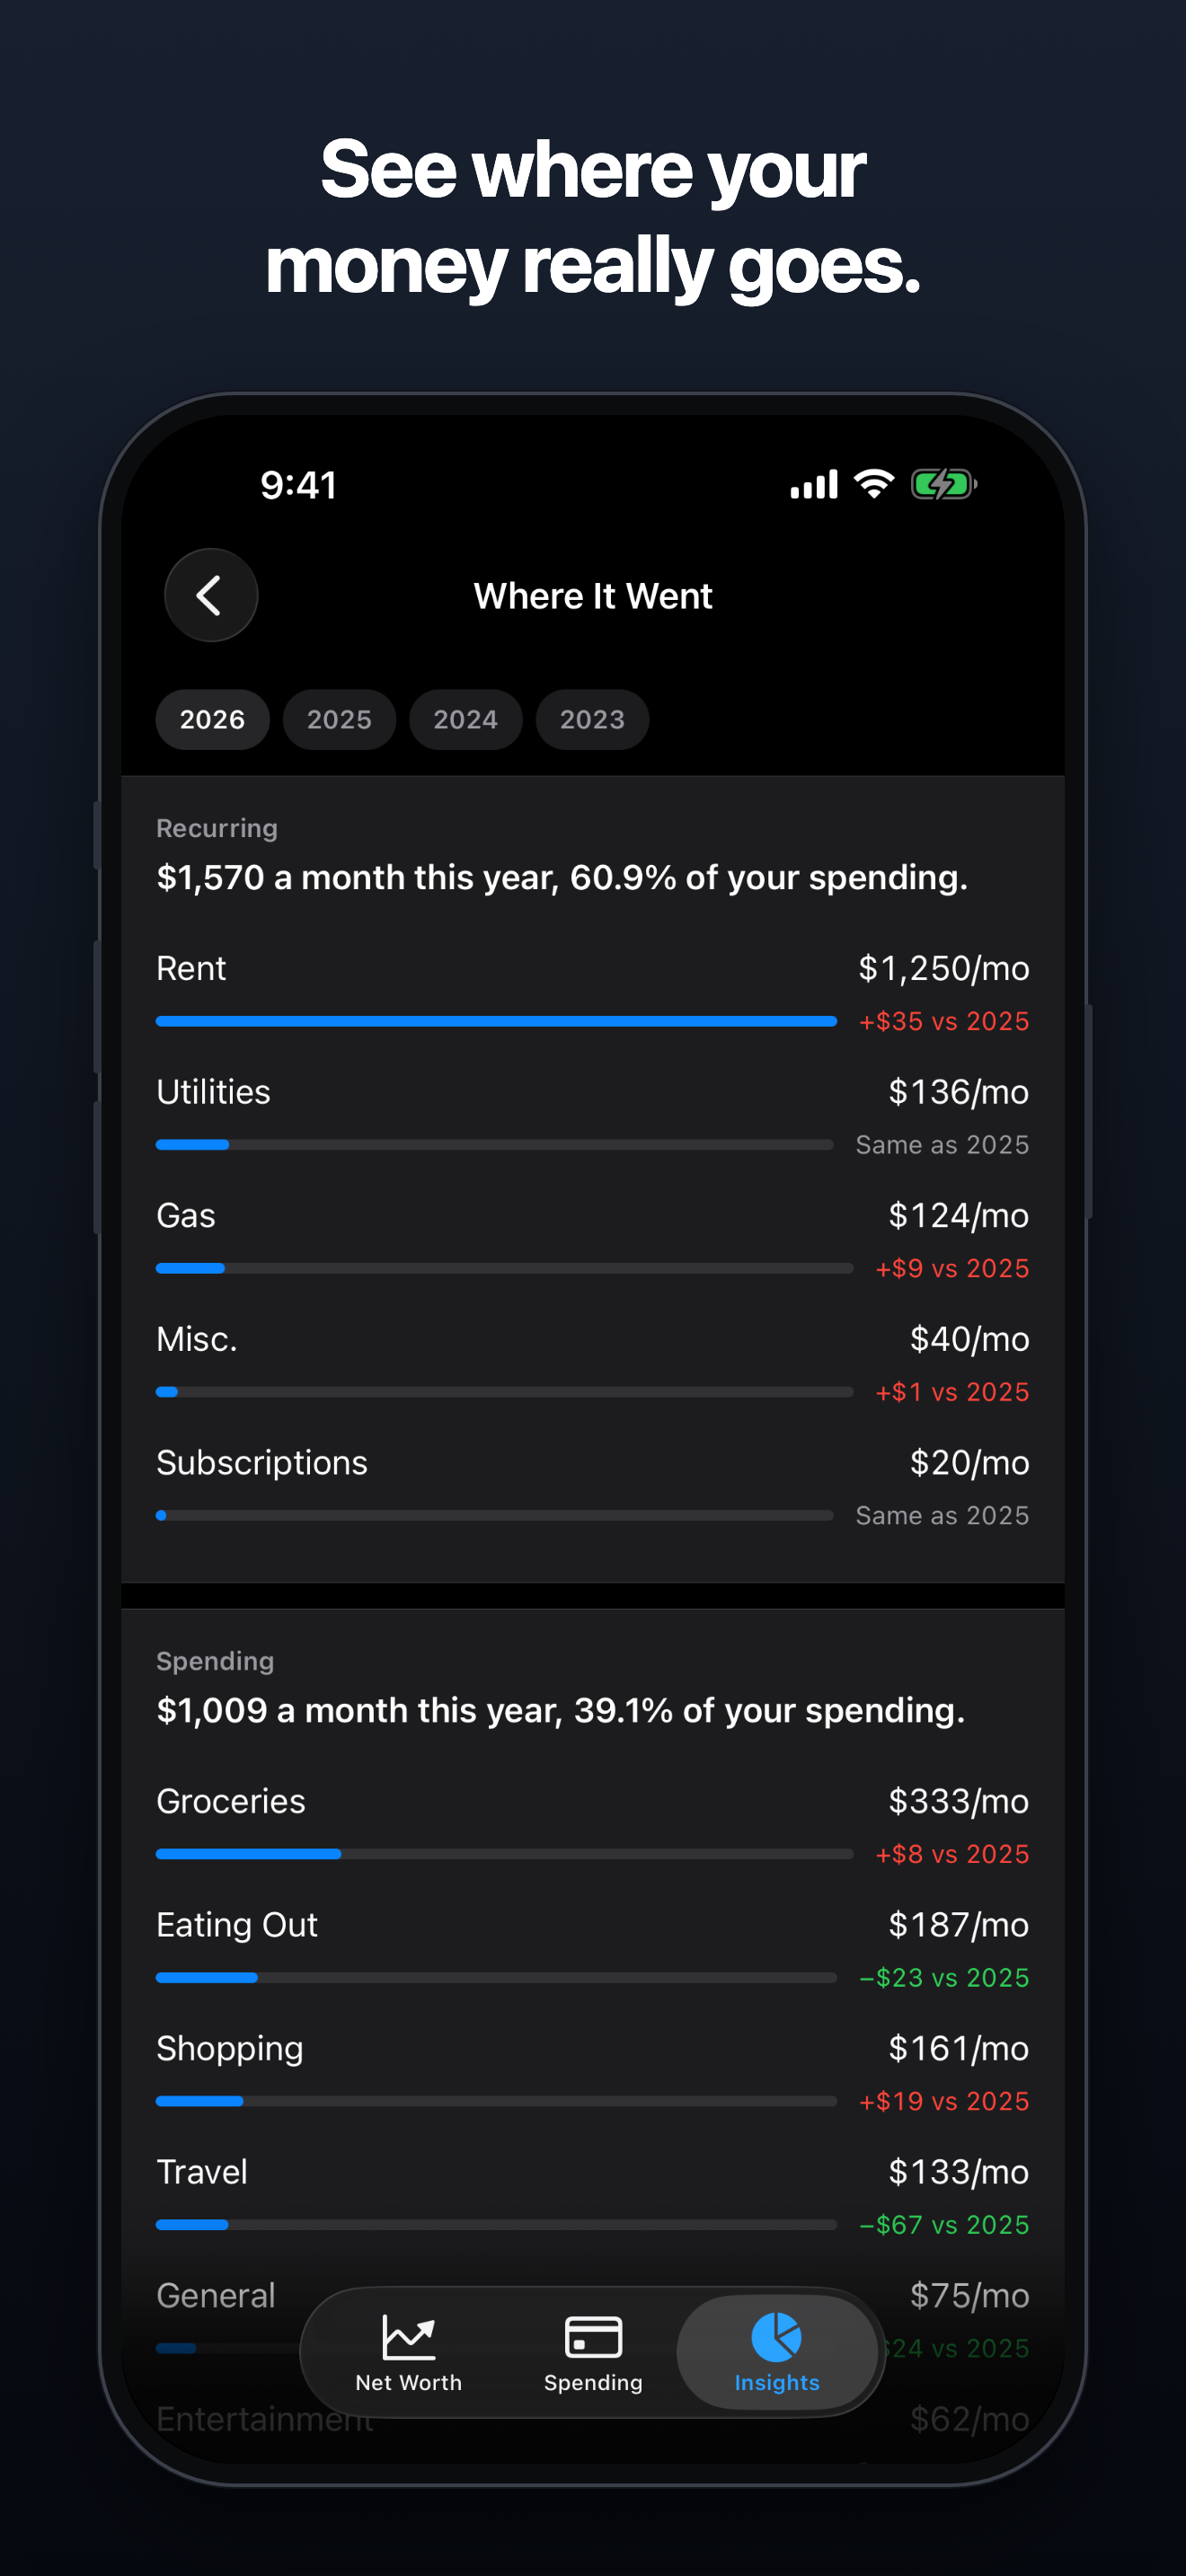 See where your
money really goes.
9:41
Where It Went
2026 2025 2024 2023
Recurring
$1,570 a month this year, 60.9% of your spending.
Rent $1,250/mo
+$35 vs 2025
Utilities $136/mo
Same as 2025
Gas $124/mo
+$9 vs 2025
Misc. $40/mo
+$1 vs 2025
Subscriptions $20/mo
Same as 2025
Spending
$1,009 a month this year, 39.1% of your spending.
Groceries $333/mo
+$8 vs 2025
Eating Out $187/mo
−$23 vs 2025
Shopping $161/mo
+$19 vs 2025
Travel $133/mo
−$67 vs 2025
General $75/mo
$24 vs 2025
Entertainment $62/mo
Net Worth Spending Insights